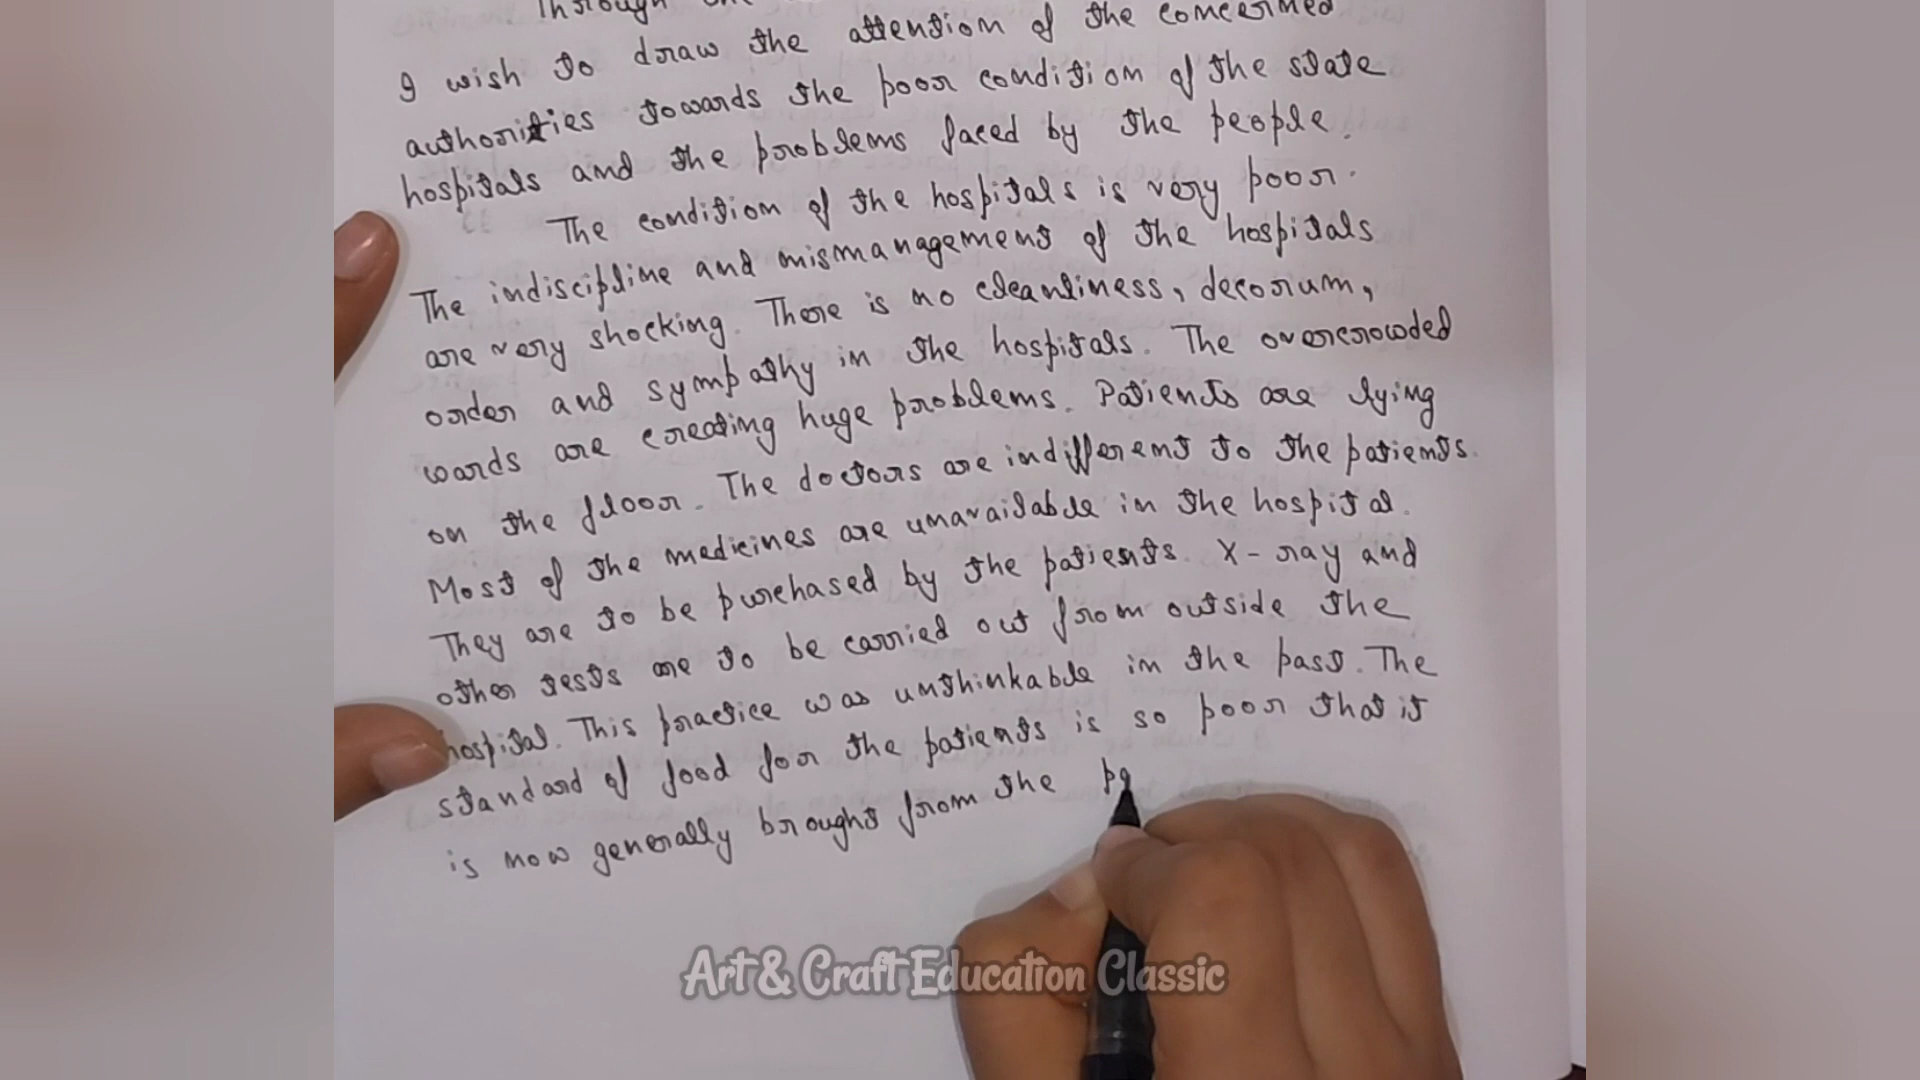 Through
I wish to draw the attention of the concerned
authorities towards the poor condition of the state
hospitals and the problems faced by the people.
The condition of the hospitals is very poor.
The indiscipline and mismanagement of the hospitals
are very shocking. There is no cleanliness, decorum,
order and sympathy in the hospitals. The overcrowded
wards are creating huge problems. Patients are lying
on the floor. The doctors are indifferent to the patients.
Most of the medicines are unavailable in the hospital.
They are to be purchased by the patients. X-ray and
other tests are to be carried out from outside the
hospital. This practice was unthinkable in the past. The
standard of food for the patients is so poor that it
is now generally brought from the pa
Art & Craft Education Classic